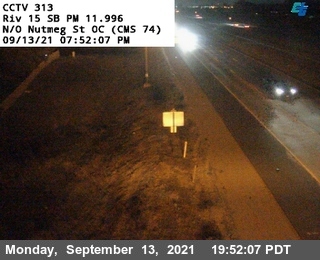 CCTV 313
Riv 15 SB PM 11.996
N/O Nutmeg St OC (CMS 74)
09/13/21 07:52:07 PM
Monday, September 13, 2021 19:52:07 PDT